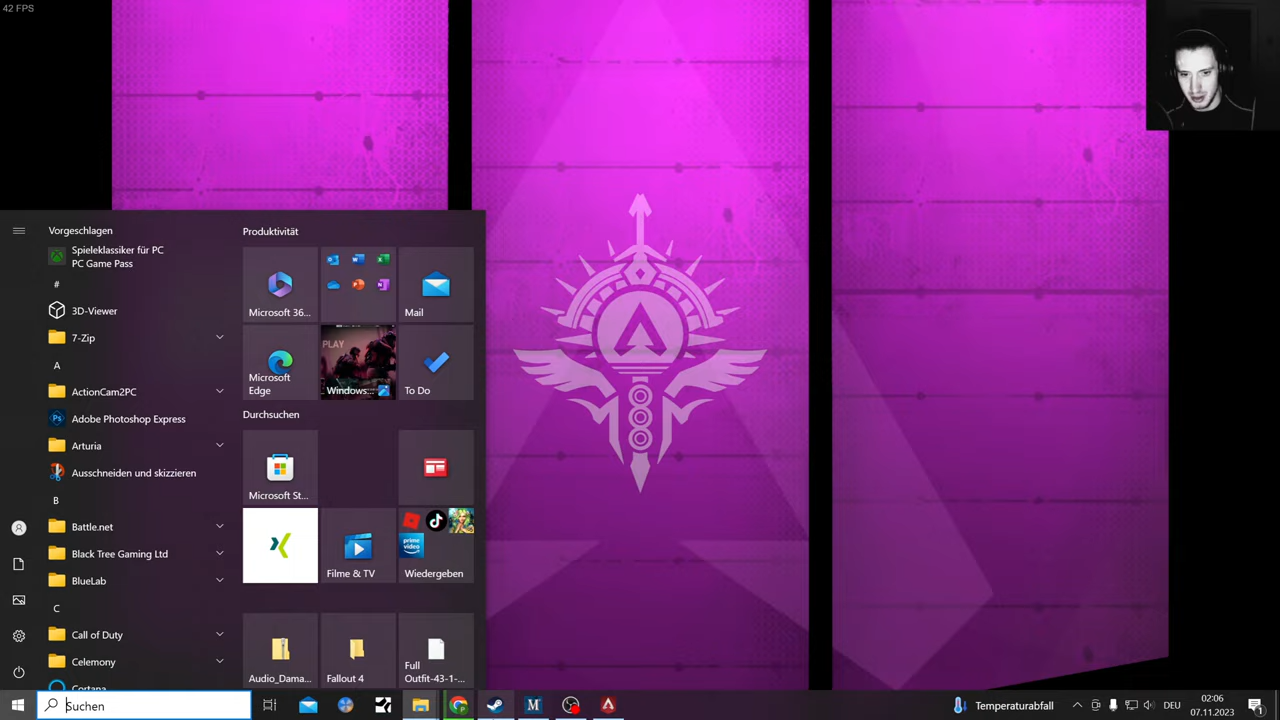 42 FPS
Vorgeschlagen
Spieleklassiker für PC
PC Game Pass
#
3D-Viewer
7-Zip
A
ActionCam2PC
Adobe Photoshop Express
Arturia
Ausschneiden und skizzieren
B
Battle.net
Black Tree Gaming Ltd
BlueLab
C
Call of Duty
Celemony
Cortana
Produktivität
Microsoft 36...
Mail
Microsoft
Edge
PLAY
Windows...
To Do
Durchsuchen
Microsoft St...
Filme & TV
prime
video
Wiedergeben
Audio_Dama...
Fallout 4
Full
Outfit-43-1-...
Suchen
Temperaturabfall
DEU
02:06
07.11.2023
1